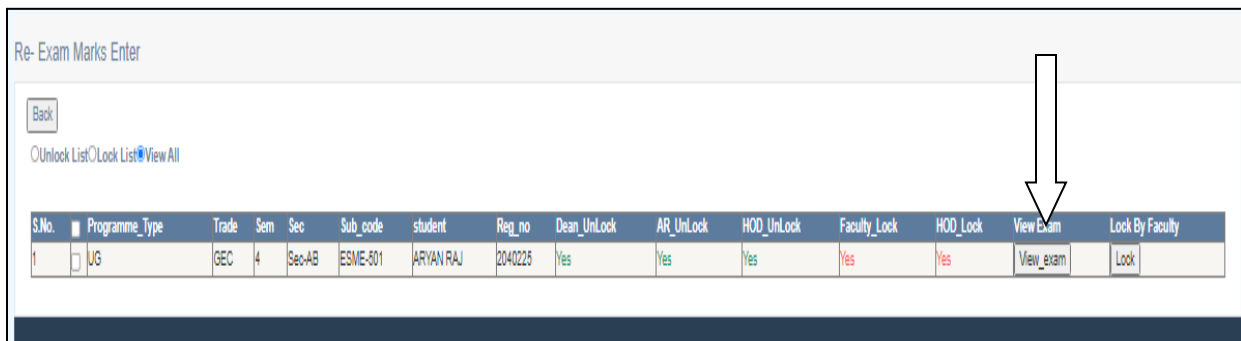 Re- Exam Marks Enter
Back
Unlock List Lock List View All
S.No. Programme_Type Trade Sem Sec Sub_code student Reg_no Dean_UnLock AR_UnLock HOD_UnLock Faculty_Lock HOD_Lock View Exam Lock By Faculty
1 UG GEC 4 Sec-AB ESME-501 ARYAN RAJ 2040225 Yes Yes Yes Yes Yes View_exam Lock